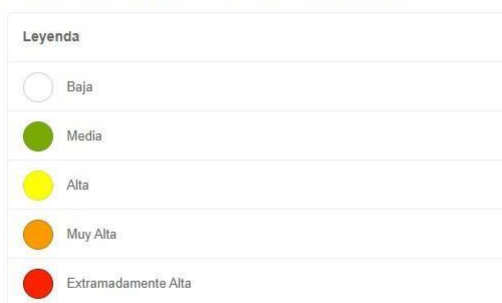 Leyenda
Baja
Media
Alta
Muy Alta
Extramadamente Alta